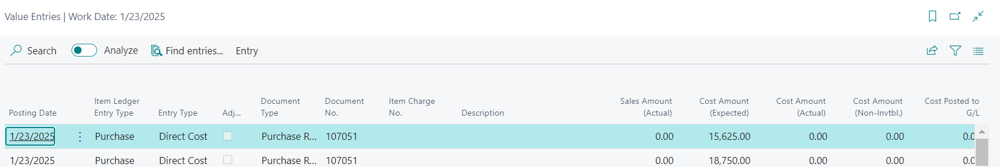 Value Entries | Work Date: 1/23/2025
Search Analyze Find entries... Entry
Item Ledger Document Document Item Charge Sales Amount Cost Amount Cost Amount Cost Amount Cost Posted to
Posting Date Entry Type Entry Type Adj... Type No. No. Description (Actual) (Expected) (Actual) (Non-Invtbl.) G/L
1/23/2025 Purchase Direct Cost Purchase R... 107051 0.00 15,625.00 0.00 0.00 0.0
1/23/2025 Purchase Direct Cost Purchase R... 107051 0.00 18,750.00 0.00 0.00 0.0